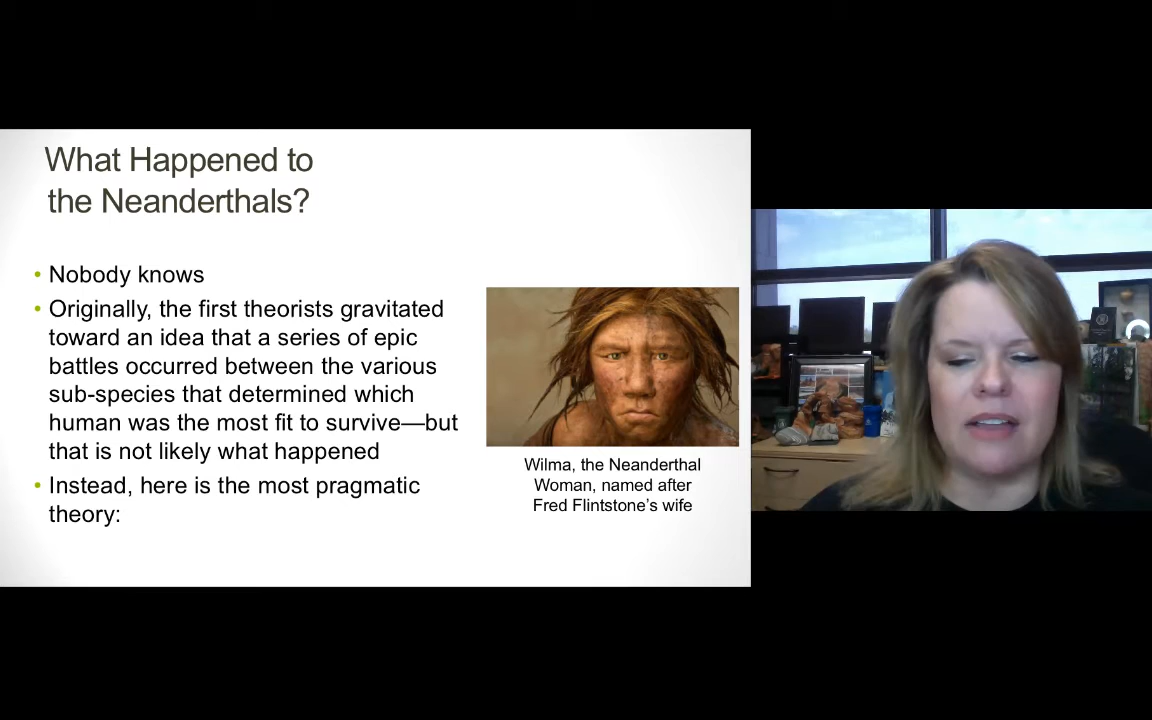 What Happened to
the Neanderthals?
• Nobody knows
• Originally, the first theorists gravitated
toward an idea that a series of epic
battles occurred between the various
sub-species that determined which
human was the most fit to survive—but
that is not likely what happened
• Instead, here is the most pragmatic
theory:
Wilma, the Neanderthal
Woman, named after
Fred Flintstone’s wife